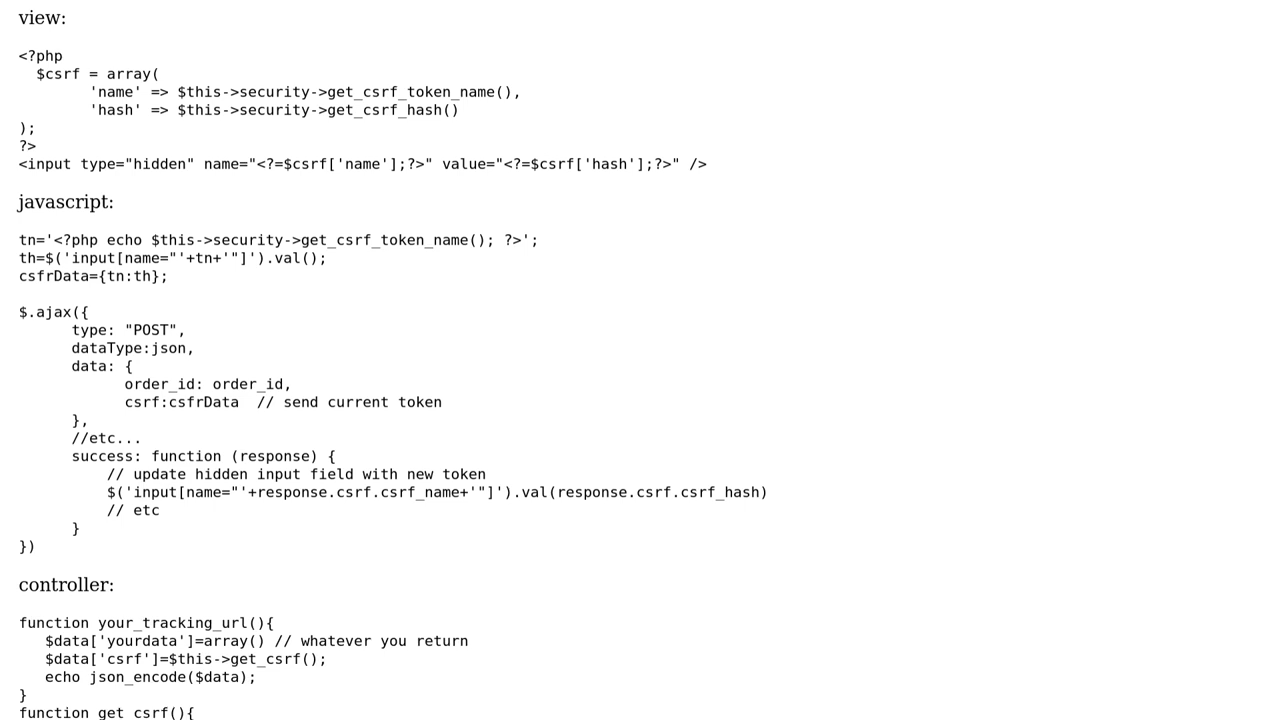 view:
<?php
  $csrf = array(
        'name' => $this->security->get_csrf_token_name(),
        'hash' => $this->security->get_csrf_hash()
);
?>
<input type="hidden" name="<?=$csrf['name'];?>" value="<?=$csrf['hash'];?>" />
javascript:
tn='<?php echo $this->security->get_csrf_token_name(); ?>';
th=$('input[name="'+tn+'"]').val();
csfrData={tn:th};
$.ajax({
      type: "POST",
      dataType:json,
      data: {
            order_id: order_id,
            csrf:csfrData  // send current token
      },
      //etc...
      success: function (response) {
          // update hidden input field with new token
          $('input[name="'+response.csrf.csrf_name+'"]').val(response.csrf.csrf_hash)
          // etc
      }
})
controller:
function your_tracking_url(){
   $data['yourdata']=array() // whatever you return
   $data['csrf']=$this->get_csrf();
   echo json_encode($data);
}
function get_csrf(){